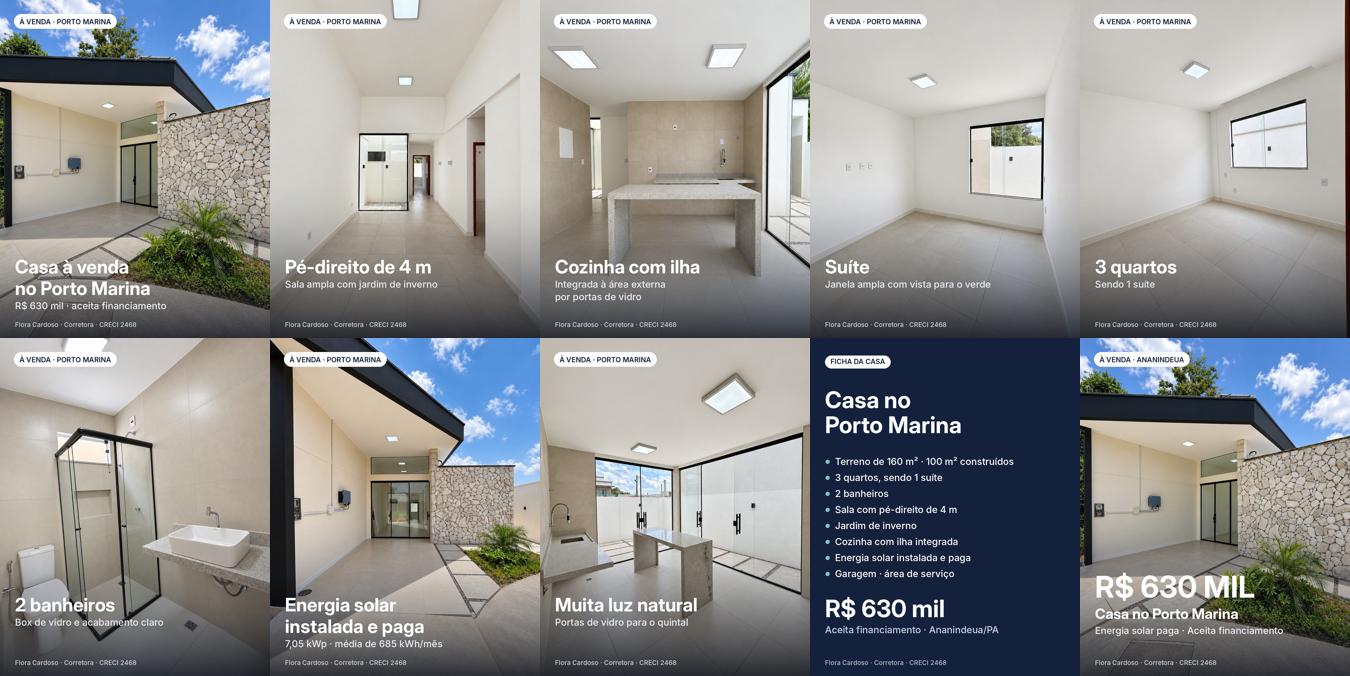 À VENDA · PORTO MARINA
Casa à venda
no Porto Marina
R$ 630 mil · aceita financiamento
Flora Cardoso · Corretora · CRECI 2468
À VENDA · PORTO MARINA
Pé-direito de 4 m
Sala ampla com jardim de inverno
Flora Cardoso · Corretora · CRECI 2468
À VENDA · PORTO MARINA
Cozinha com ilha
Integrada à área externa
por portas de vidro
Flora Cardoso · Corretora · CRECI 2468
À VENDA · PORTO MARINA
Suíte
Janela ampla com vista para o verde
Flora Cardoso · Corretora · CRECI 2468
À VENDA · PORTO MARINA
3 quartos
Sendo 1 suíte
Flora Cardoso · Corretora · CRECI 2468
À VENDA · PORTO MARINA
2 banheiros
Box de vidro e acabamento claro
Flora Cardoso · Corretora · CRECI 2468
À VENDA · PORTO MARINA
Energia solar
instalada e paga
7,05 kWp · média de 685 kWh/mês
Flora Cardoso · Corretora · CRECI 2468
À VENDA · PORTO MARINA
Muita luz natural
Portas de vidro para o quintal
Flora Cardoso · Corretora · CRECI 2468
FICHA DA CASA
Casa no
Porto Marina
• Terreno de 160 m² · 100 m² construídos
• 3 quartos, sendo 1 suíte
• 2 banheiros
• Sala com pé-direito de 4 m
• Jardim de inverno
• Cozinha com ilha integrada
• Energia solar instalada e paga
• Garagem · área de serviço
R$ 630 mil
Aceita financiamento · Ananindeua/PA
Flora Cardoso · Corretora · CRECI 2468
À VENDA · ANANINDEUA
R$ 630 MIL
Casa no Porto Marina
Energia solar paga · Aceita financiamento
Flora Cardoso · Corretora · CRECI 2468